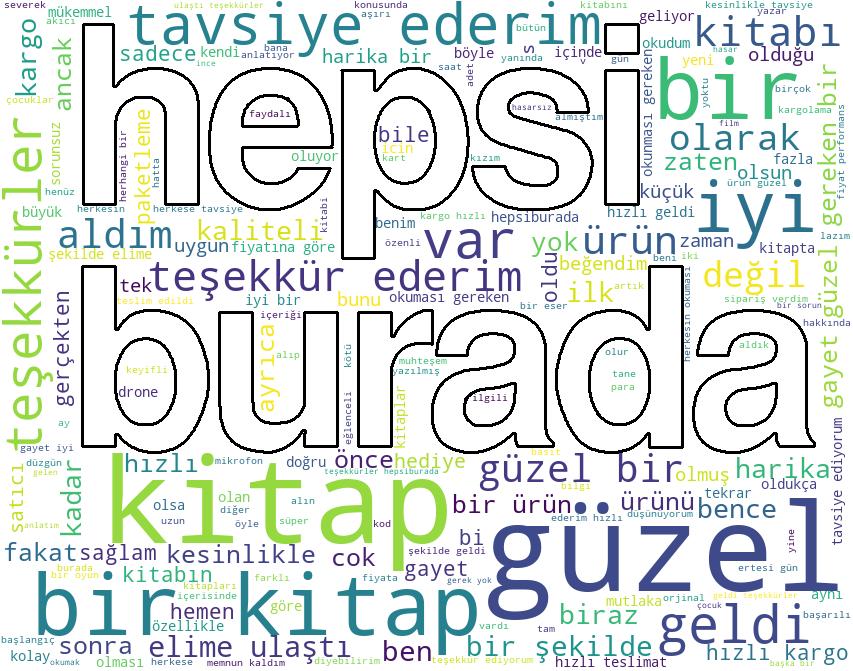 severek
mükemmel
akıcı
ulaştı teşekkürler
konusunda
aşırı
kitabını
kesinlikle tavsiye
yazar
tavsiye ederim
geliyor
kitabı
kargo
ancak
sadece
kendi
bana
anlatıyor
ince
harika bir
saat
böyle
adet
s
yanında
içinde
bütün
v
gün
okudum
yeni
hasar
olduğu
bir
yoktu
birçok
kargolama
film
fiyat performans
çocuklar
sorunsuz
hepsi
faydalı
bile
icin
kart
hasarsız
almıştım
kızım
oluyor
okunması gereken
olarak
zaten
fazla
olsun
küçük
ürün güzel
henüz
büyük
herkesin
herhangi bir
paketleme
hatta
herkese tavsiye
kitabi
benim
kargo hızlı
hepsiburada
hızlı geldi
iyi
lazım
gayet güzel gereken bir
teşekkürler
aldım
uygun
kaliteli
fiyatına göre
özenli
var
yok
ürün
zaman
kitapta
şekilde elime
tek
teşekkür ederim
oldu
beğendim
beni
iki
ilk
artık
değil
teslim edildi
iyi bir
bunu
okuması gereken
bir eser
sipariş verdim
bir sorun
hakkında
gerçekten
burada
içeriği
ayrıca
alıp
kötü
eğlenceli
muhteşem
yazılmış
kitaplar
keyifli
drone
ilgili
olur
tane
para
herkesin okuması
aldık
ay
gayet iyi
düzgün
gelen
satıcı
anlatım
kadar
hızlı
mikrofon
doğru
önce
hediye
teşekkürler hepsiburada
basit
güzel bir
bilgi
olmuş
harika
oldukça
tavsiye ediyorum
kitap
olsa
uzun
olan
diğer
öyle
alın
süper
kod
bir ürün
ederim hızlı
ürünü
düşünüyorum
tekrar
bence
fakat
sağlam
kesinlikle
cok
bi
şekilde geldi
gayet
gerek yok
güzel
yine
ertesi gün
burada
bir oyun
kitabın
kitapları
içerisinde
farklı
fiyata
göre
bir kitap
hemen
özellikle
vardı
tam
biraz
mutlaka
orjinal
çocuk
geldi teşekkürler
aynı
başarılı
geldi
başlangıç
kolay
okumak
sonra
olması
herkese
elime ulaştı
memnun kaldım
diyebilirim
ben
teşekkür ediyorum
bir şekilde
hızlı teslimat
hızlı kargo
başka bir